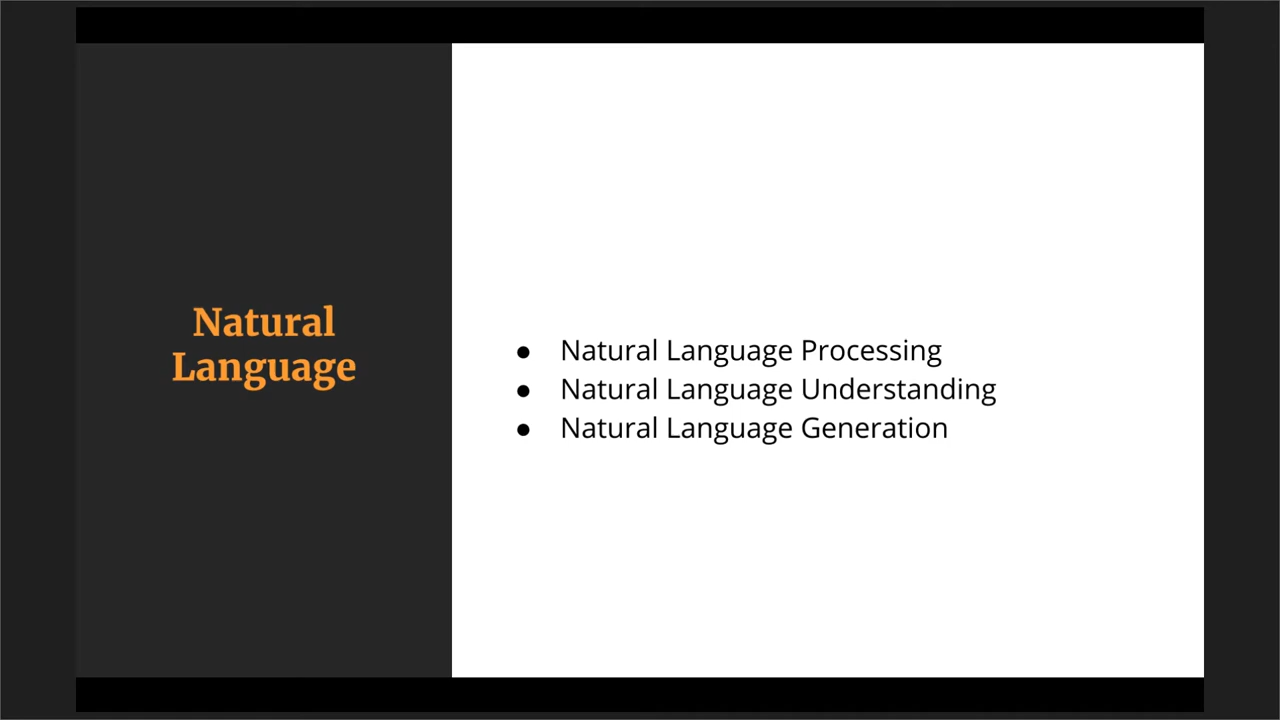 Natural
Language
● Natural Language Processing
● Natural Language Understanding
● Natural Language Generation